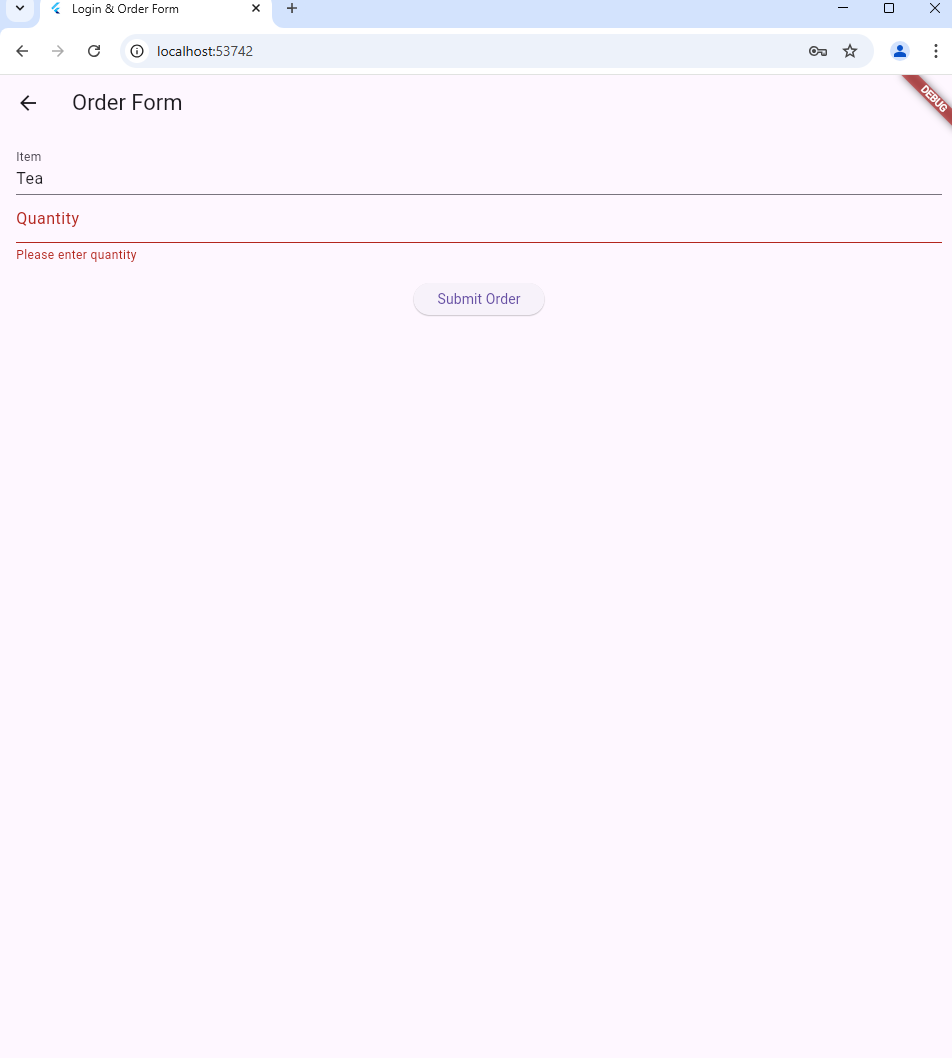 Login & Order Form
localhost:53742
Order Form
DEBUG
Item
Tea
Quantity
Please enter quantity
Submit Order